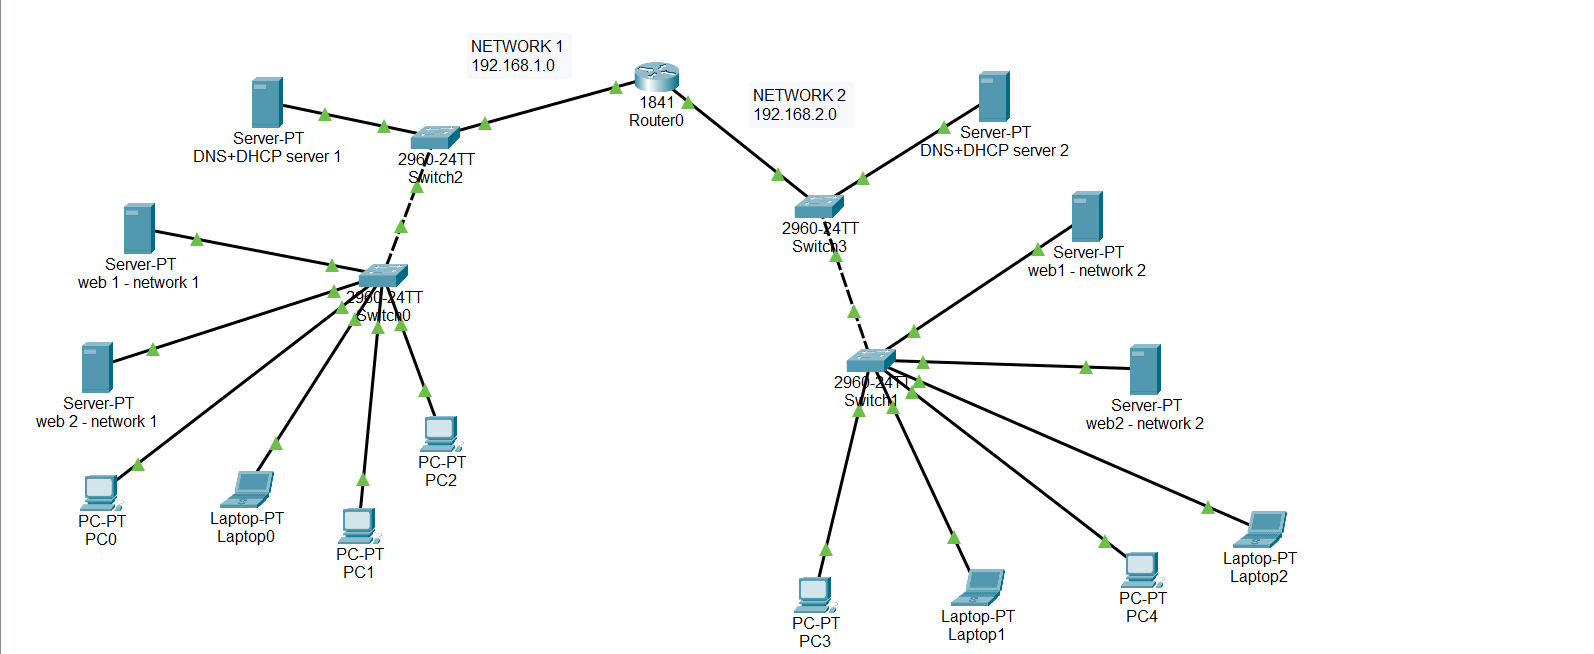 NETWORK 1
192.168.1.0
1841
Router0
NETWORK 2
192.168.2.0
Server-PT
DNS+DHCP server 1
2960-24TT
Switch2
Server-PT
DNS+DHCP server 2
Server-PT
web 1 - network 1
2960-24TT
Switch3
Server-PT
web1 - network 2
2960-24TT
Switch0
Server-PT
web 2 - network 1
2960-24TT
Switch1
Server-PT
web2 - network 2
PC-PT
PC2
PC-PT
PC0
Laptop-PT
Laptop0
PC-PT
PC1
PC-PT
PC3
Laptop-PT
Laptop1
PC-PT
PC4
Laptop-PT
Laptop2